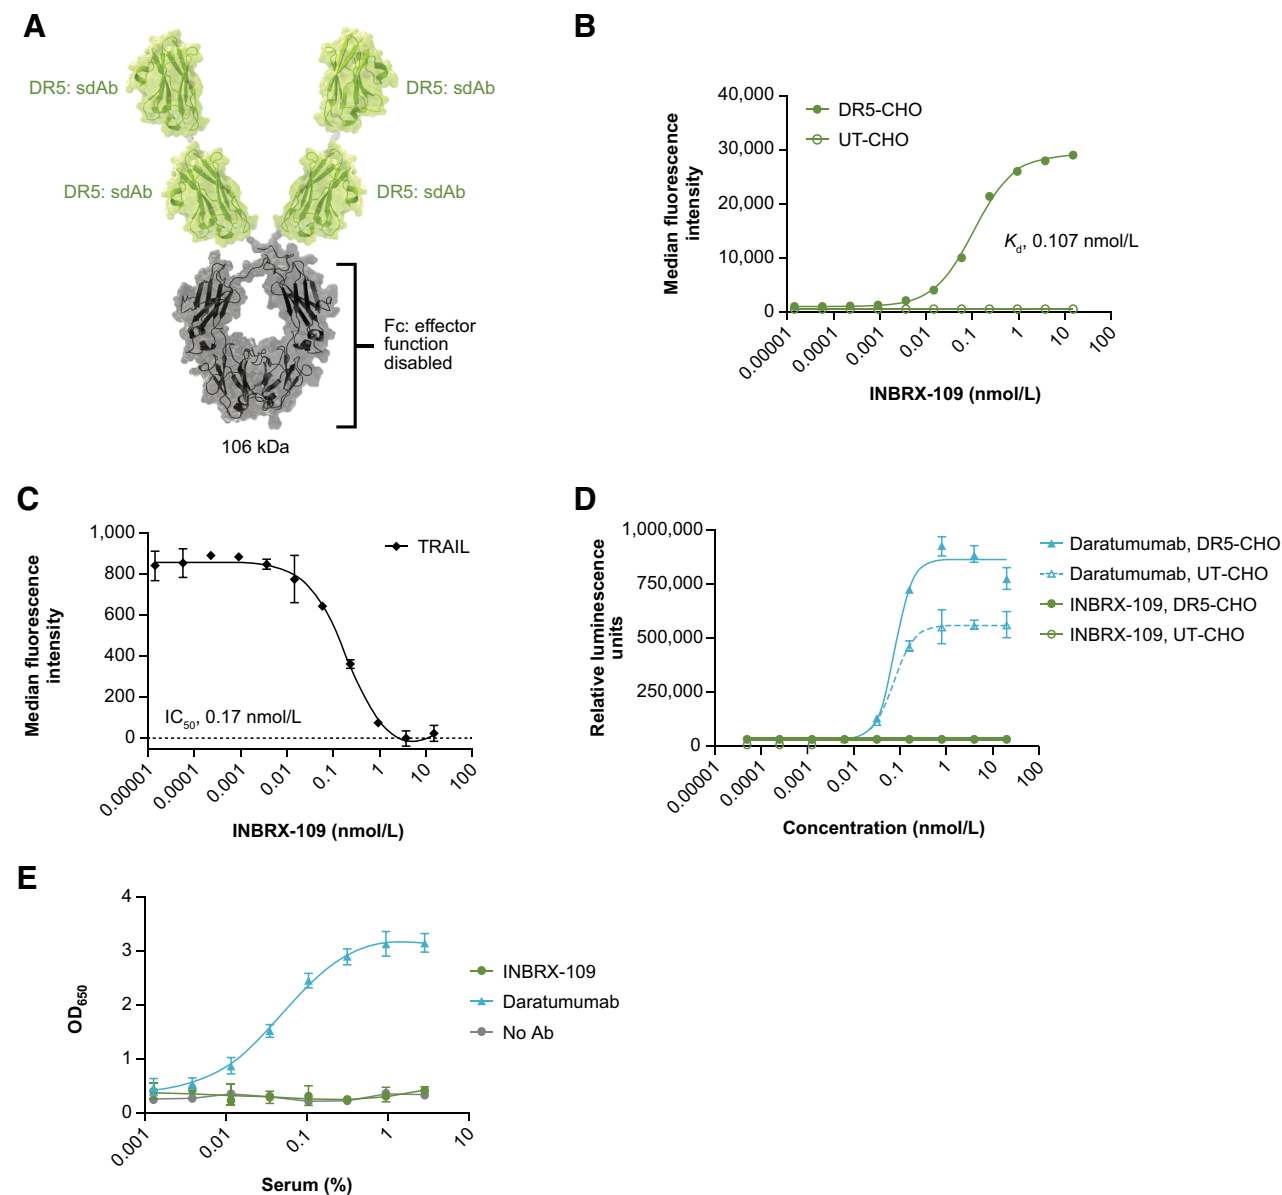 A
DR5: sdAb
DR5: sdAb
DR5: sdAb
DR5: sdAb
Fc: effector
function
disabled
106 kDa
B
Median fluorescence
intensity
40,000
30,000
20,000
10,000
0
DR5-CHO
UT-CHO
Kd, 0.107 nmol/L
0.00001
0.0001
0.001
0.01
0.1
1
10
100
INBRX-109 (nmol/L)
C
Median fluorescence
intensity
1,000
800
600
400
200
0
TRAIL
IC50, 0.17 nmol/L
0.00001
0.0001
0.001
0.01
0.1
1
10
100
INBRX-109 (nmol/L)
D
Relative luminescence
units
1,000,000
750,000
500,000
250,000
0
Daratumumab, DR5-CHO
Daratumumab, UT-CHO
INBRX-109, DR5-CHO
INBRX-109, UT-CHO
0.00001
0.0001
0.001
0.01
0.1
1
10
100
Concentration (nmol/L)
E
OD650
4
3
2
1
0
INBRX-109
Daratumumab
No Ab
0.001
0.01
0.1
1
10
Serum (%)